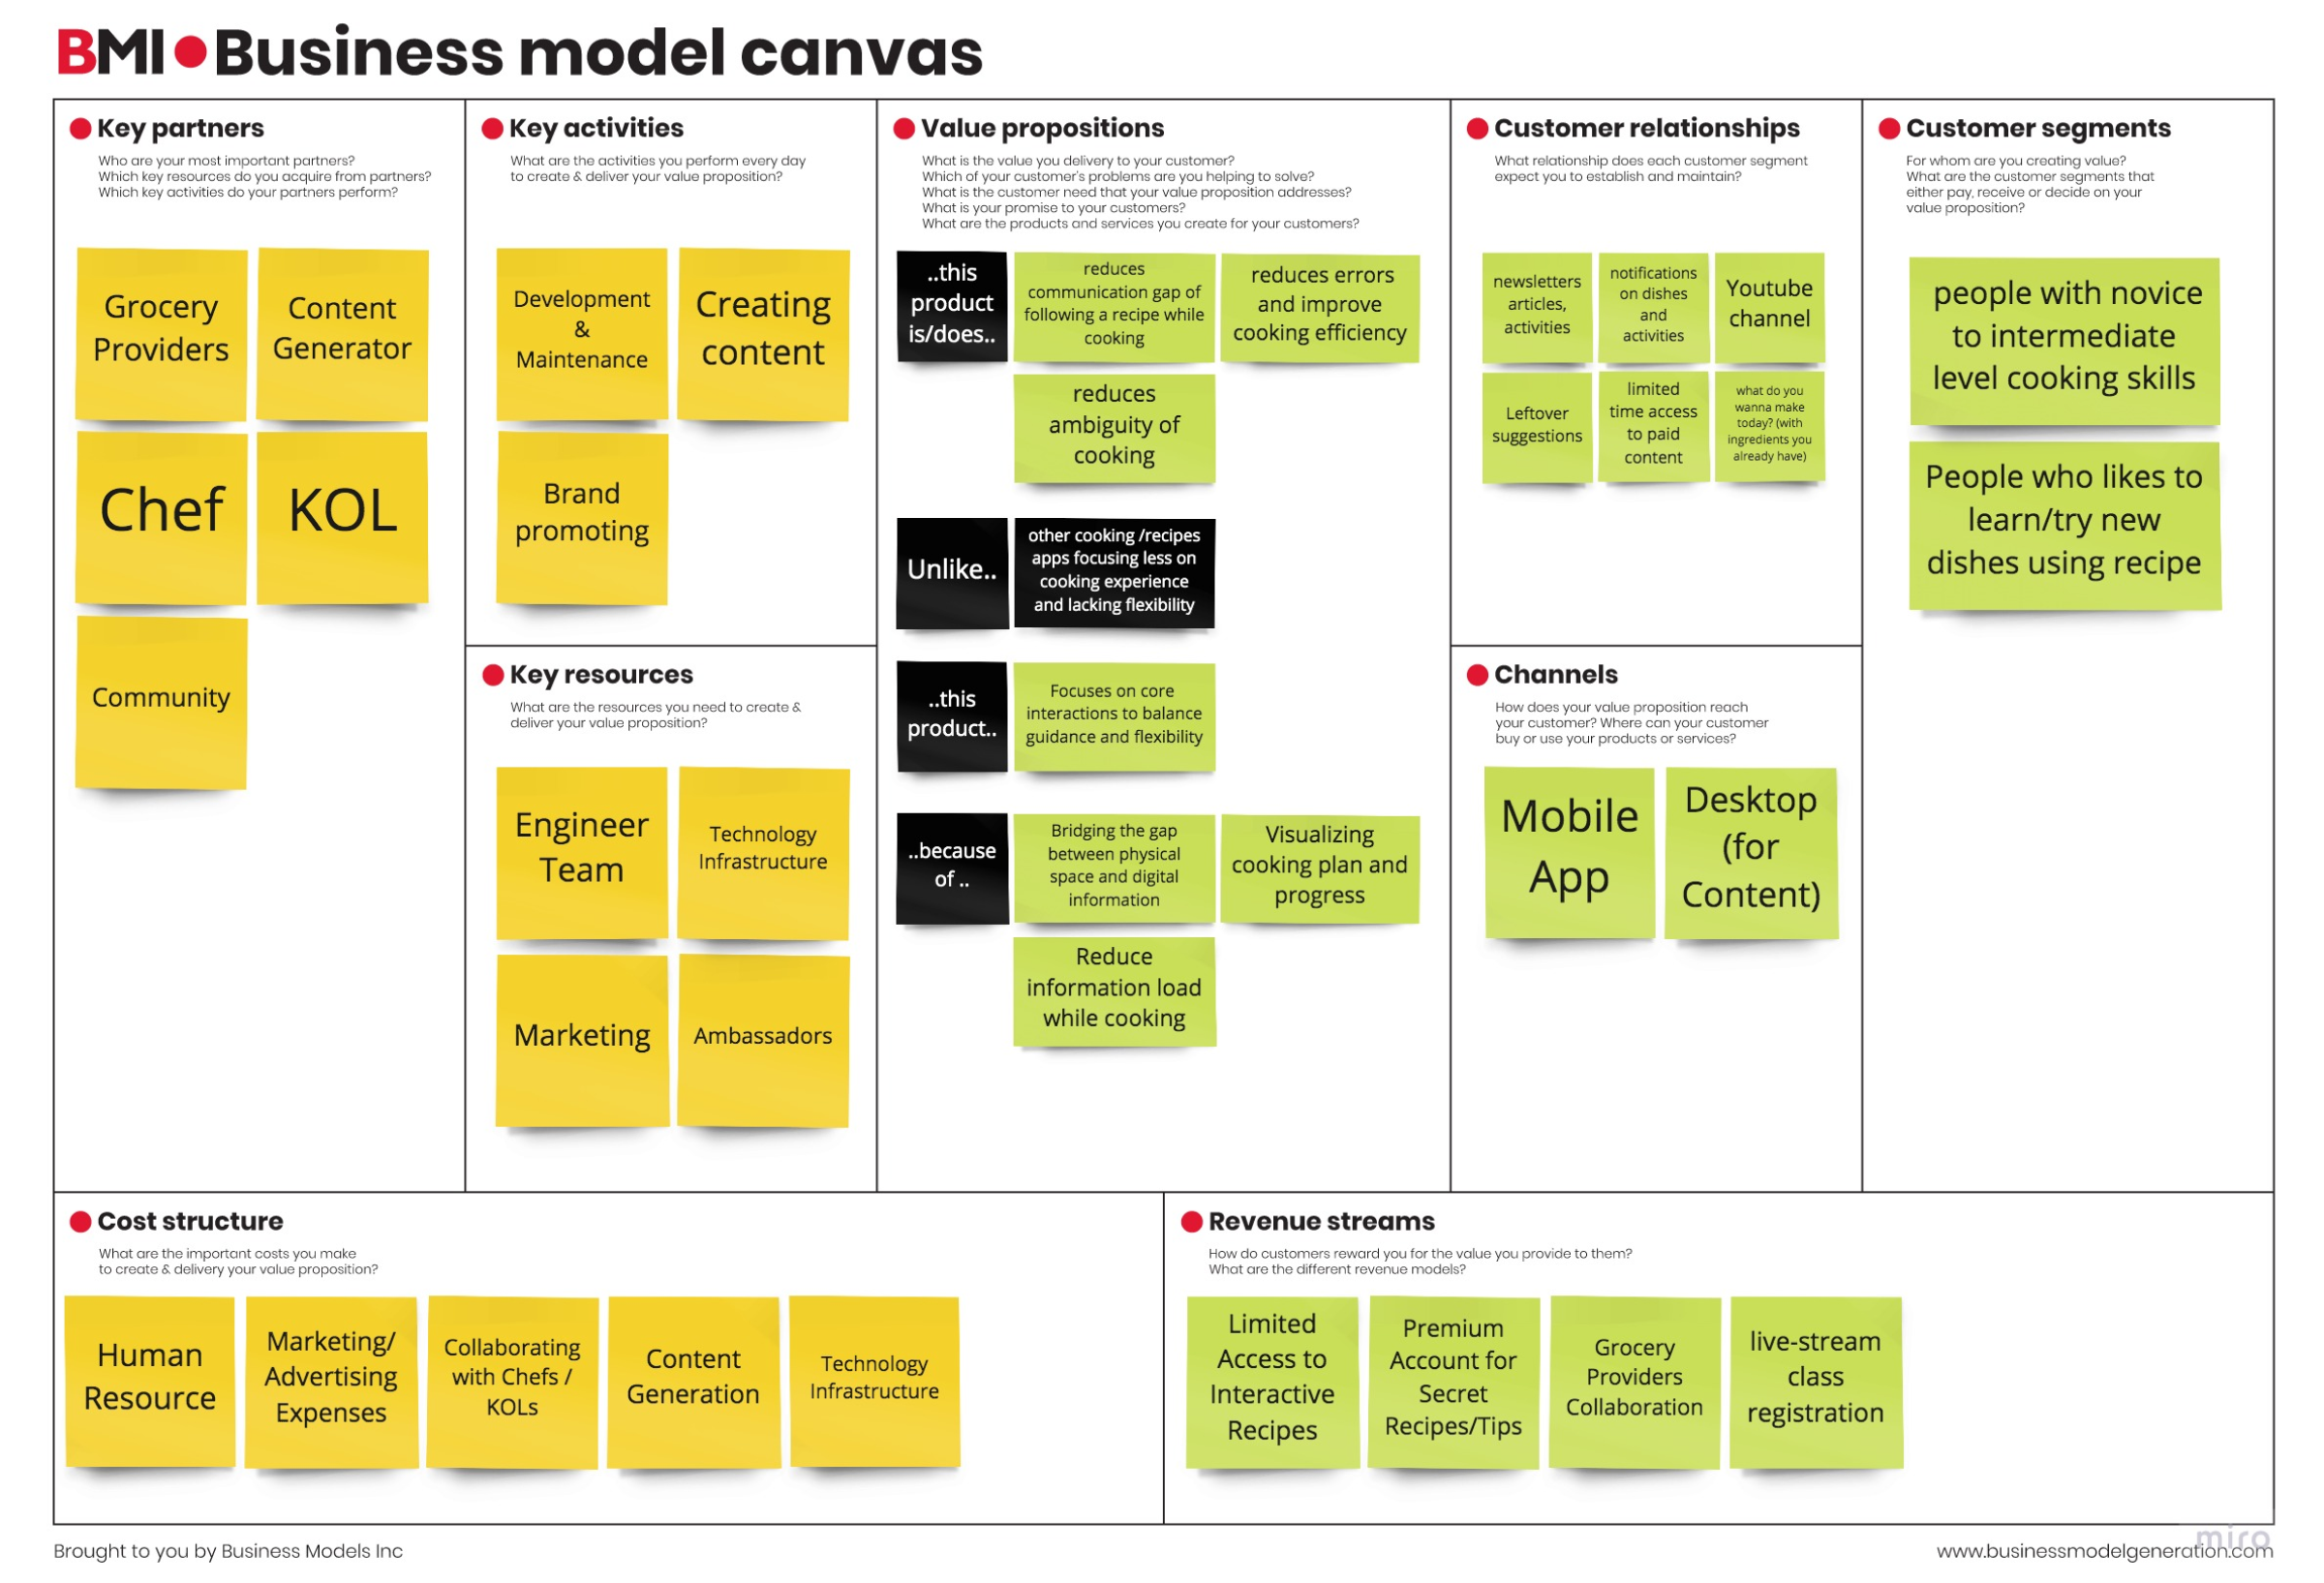 BMI Business model canvas
Key partners
Who are your most important partners?
Which key resources do you acquire from partners?
Which key activities do your partners perform?
Grocery
Providers
Content
Generator
Chef
KOL
Community
Key activities
What are the activities you perform every day
to create & deliver your value proposition?
Development
&
Maintenance
Creating
content
Brand
promoting
Key resources
What are the resources you need to create &
deliver your value proposition?
Engineer
Team
Technology
Infrastructure
Marketing
Ambassadors
Value propositions
What is the value you delivery to your customer?
Which of your customer's problems are you helping to solve?
What is the customer need that your value proposition addresses?
What is your promise to your customers?
What are the products and services you create for your customers?
..this
product
is/does..
reduces
communication gap of
following a recipe while
cooking
reduces errors
and improve
cooking efficiency
reduces
ambiguity of
cooking
Unlike..
other cooking /recipes
apps focusing less on
cooking experience
and lacking flexibility
..this
product..
Focuses on core
interactions to balance
guidance and flexibility
..because
of ..
Bridging the gap
between physical
space and digital
information
Visualizing
cooking plan and
progress
Reduce
information load
while cooking
Customer relationships
What relationship does each customer segment
expect you to establish and maintain?
newsletters
articles,
activities
notifications
on dishes
and
activities
Youtube
channel
Leftover
suggestions
limited
time access
to paid
content
what do you
wanna make
today? (with
ingredients you
already have)
Channels
How does your value proposition reach
your customer? Where can your customer
buy or use your products or services?
Mobile
App
Desktop
(for
Content)
Customer segments
For whom are you creating value?
What are the customer segments that
either pay, receive or decide on your
value proposition?
people with novice
to intermediate
level cooking skills
People who likes to
learn/try new
dishes using recipe
Cost structure
What are the important costs you make
to create & delivery your value proposition?
Human
Resource
Marketing/
Advertising
Expenses
Collaborating
with Chefs /
KOLs
Content
Generation
Technology
Infrastructure
Revenue streams
How do customers reward you for the value you provide to them?
What are the different revenue models?
Limited
Access to
Interactive
Recipes
Premium
Account for
Secret
Recipes/Tips
Grocery
Providers
Collaboration
live-stream
class
registration
Brought to you by Business Models Inc
www.businessmodelgeneration.com
miro